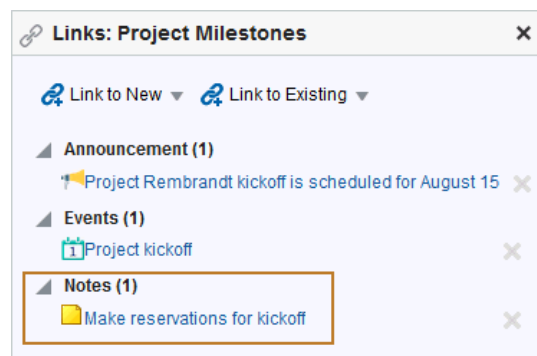 Links: Project Milestones
Link to New Link to Existing
Announcement (1)
Project Rembrandt kickoff is scheduled for August 15
Events (1)
1 Project kickoff
Notes (1)
Make reservations for kickoff